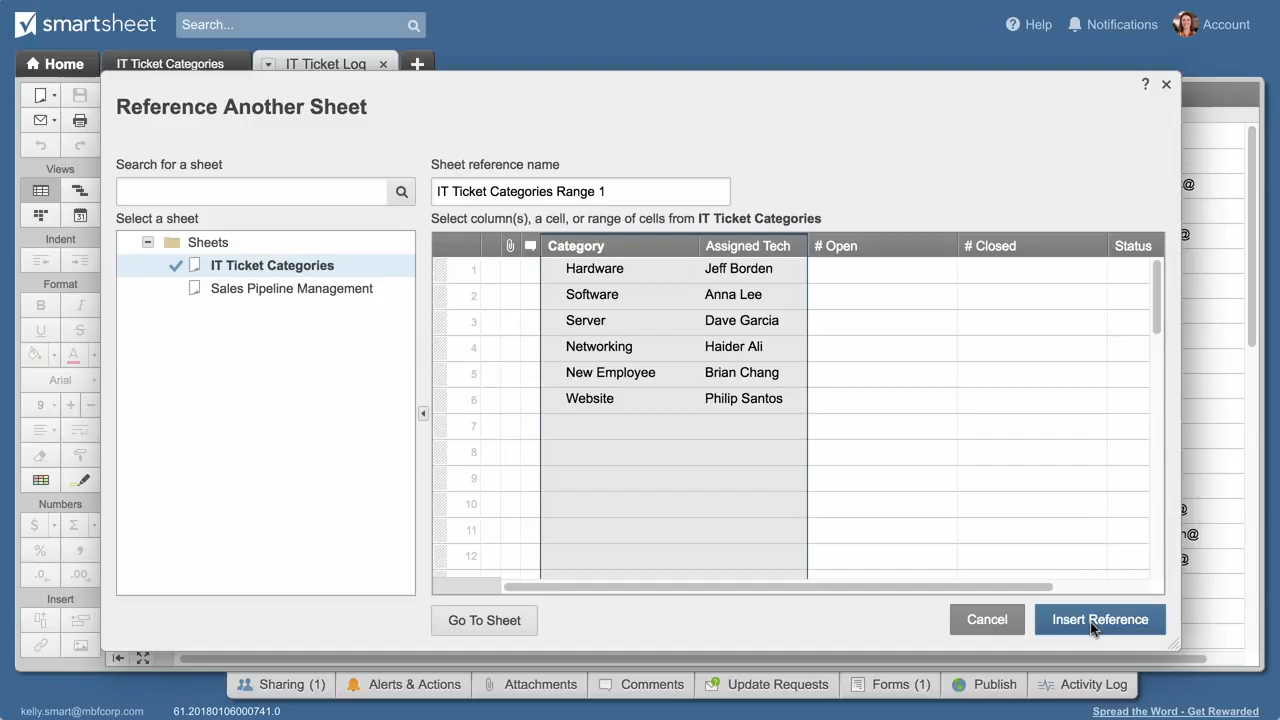 smartsheet
Search...
Help
Notifications
Account
Home
IT Ticket Categories
IT Ticket Log
Reference Another Sheet
?
Search for a sheet
Sheet reference name
IT Ticket Categories Range 1
Select a sheet
Select column(s), a cell, or range of cells from IT Ticket Categories
Sheets
IT Ticket Categories
Sales Pipeline Management
Category Assigned Tech # Open # Closed Status
1 Hardware Jeff Borden
2 Software Anna Lee
3 Server Dave Garcia
4 Networking Haider Ali
5 New Employee Brian Chang
6 Website Philip Santos
7
8
9
10
11
12
Go To Sheet
Cancel
Insert Reference
Views
31
Indent
Format
B I
U S
A
Arial
9 + −
Numbers
$ Σ
% ,
.0 .00
Insert
Sharing (1)
Alerts & Actions
Attachments
Comments
Update Requests
Forms (1)
Publish
Activity Log
kelly.smart@mbfcorp.com
61.20180106000741.0
Spread the Word - Get Rewarded